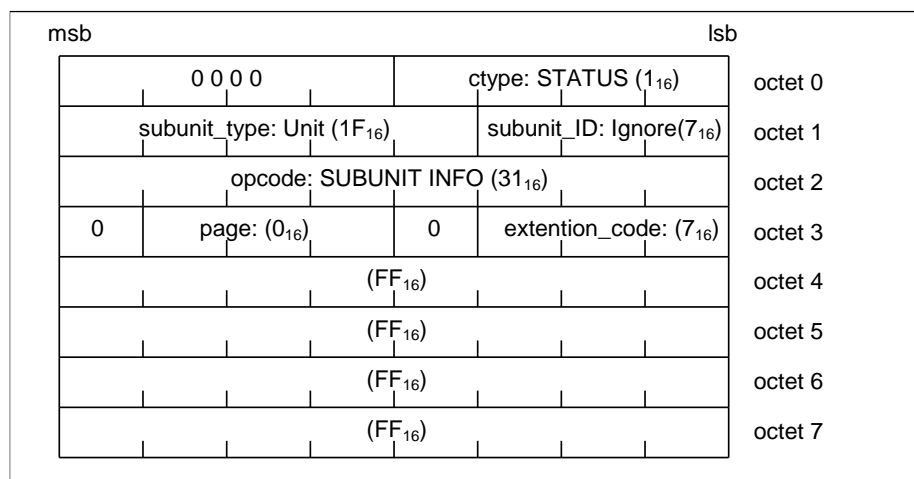 msb lsb
0 0 0 0 ctype: STATUS (1₁₆) octet 0
subunit_type: Unit (1F₁₆) subunit_ID: Ignore(7₁₆) octet 1
opcode: SUBUNIT INFO (31₁₆) octet 2
0 page: (0₁₆) 0 extention_code: (7₁₆) octet 3
(FF₁₆) octet 4
(FF₁₆) octet 5
(FF₁₆) octet 6
(FF₁₆) octet 7